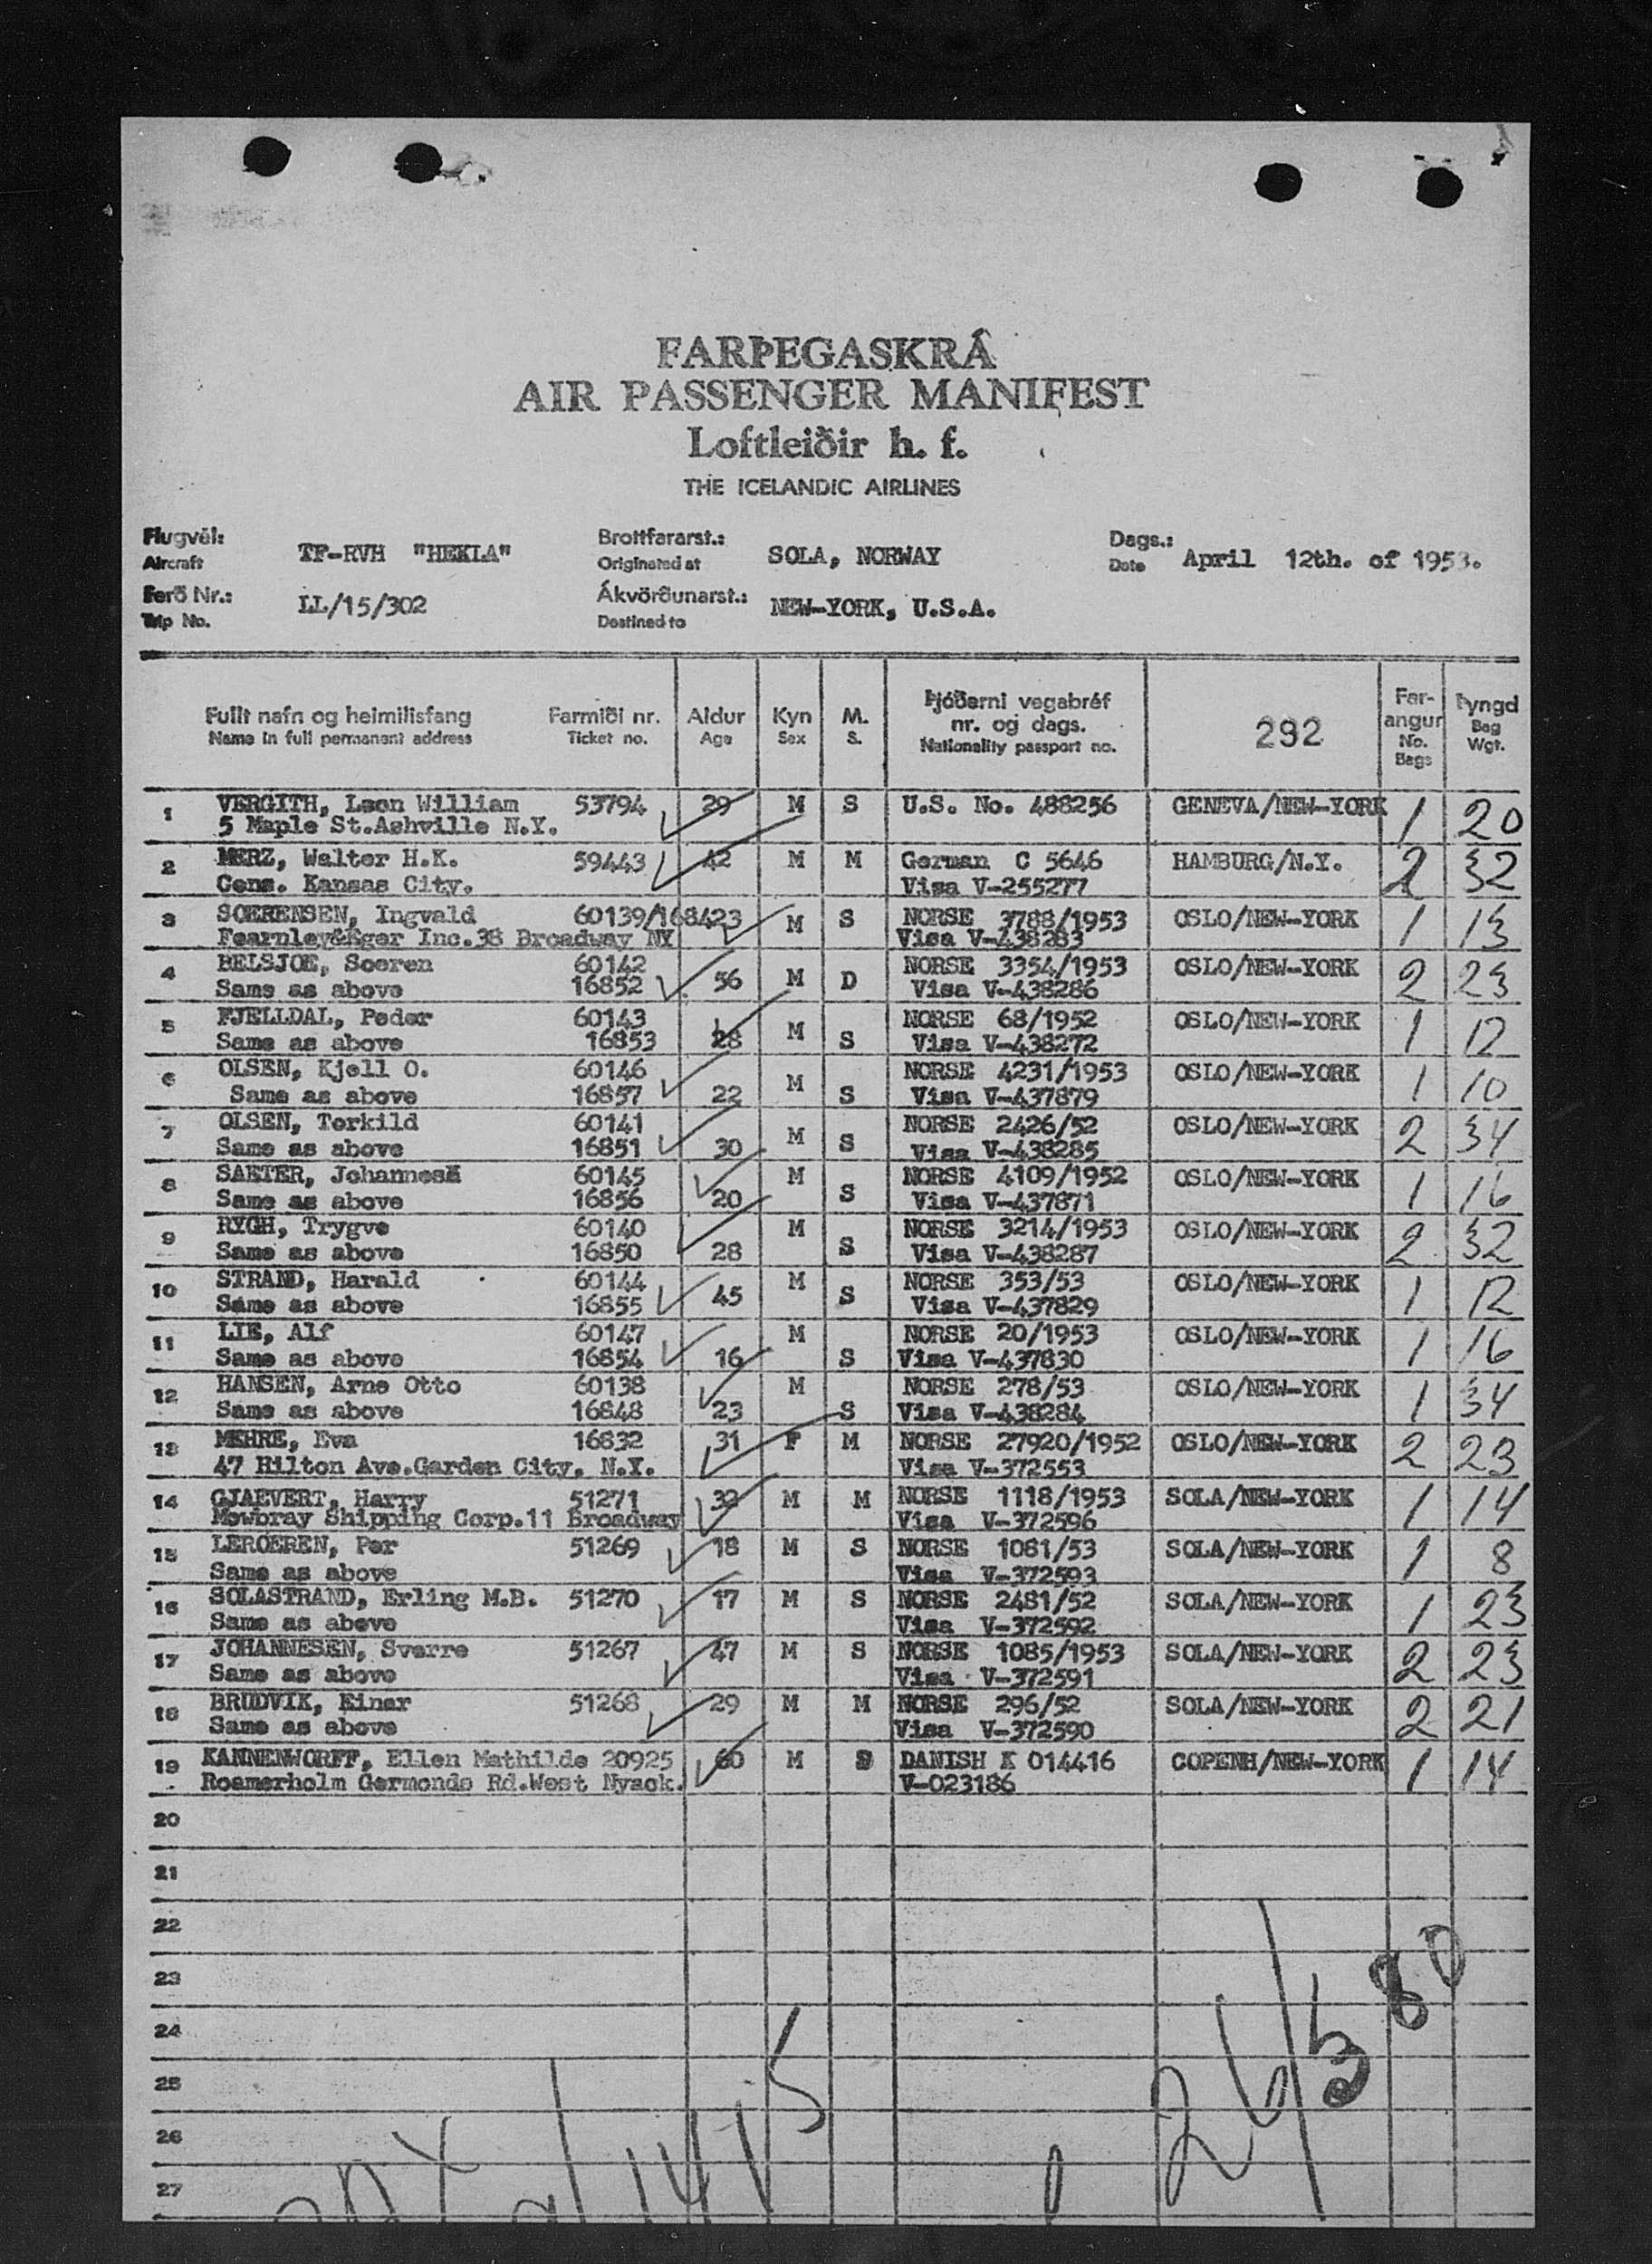 FARÞEGASKRÁ
AIR PASSENGER MANIFEST
Loftleiðir h. f.
THE ICELANDIC AIRLINES
Flugvél: TF-RVH "HEKLA" Brottfararst.: SOLA, NORWAY Dags.: April 12th. of 1953.
Aircraft Originated at Date
Ferð Nr.: LL/15/302 Ákvörðunarst.: NEW-YORK, U.S.A.
Trip No. Destined to
Fullt nafn og heimilisfang Farmiði nr. Aldur Kyn M. Þjóðerni vegabréf nr. og dags. 292 Far-angur Þyngd
Name in full permanent address Ticket no. Age Sex S. Nationality passport no. No. Bags Bag Wgt.
1 VERGITH, Leon William 53794 29 M S U.S. No. 488256 GENEVA/NEW-YORK 1 20
5 Maple St.Ashville N.Y.
2 MERZ, Walter H.K. 59443 42 M M German C 5646 HAMBURG/N.Y. 2 32
Cons. Kansas City. Visa V-255277
3 SOERENSEN, Ingvald 60139/168423 M S NORSE 3788/1953 OSLO/NEW-YORK 1 13
Fearnley&Eger Inc.38 Broadway NY Visa V-438283
4 BELSJOE, Soeren 60142 56 M D NORSE 3354/1953 OSLO/NEW-YORK 2 23
Same as above 16852 Visa V-438286
5 FJELLDAL, Peder 60143 28 M S NORSE 68/1952 OSLO/NEW-YORK 1 12
Same as above 16853 Visa V-438272
6 OLSEN, Kjell O. 60146 22 M S NORSE 4231/1953 OSLO/NEW-YORK 1 10
Same as above 16857 Visa V-437879
7 OLSEN, Terkild 60141 30 M S NORSE 2426/52 OSLO/NEW-YORK 2 34
Same as above 16851 Visa V-438285
8 SAETER, Johannes 60145 20 M S NORSE 4109/1952 OSLO/NEW-YORK 1 16
Same as above 16856 Visa V-437871
9 RYGH, Trygve 60140 28 M S NORSE 3214/1953 OSLO/NEW-YORK 2 32
Same as above 16850 Visa V-438287
10 STRAND, Harald 60144 45 M S NORSE 353/53 OSLO/NEW-YORK 1 12
Same as above 16855 Visa V-437829
11 LIE, Alf 60147 16 M S NORSE 20/1953 OSLO/NEW-YORK 1 16
Same as above 16854 Visa V-437830
12 HANSEN, Arne Otto 60138 23 M S NORSE 278/53 OSLO/NEW-YORK 1 34
Same as above 16848 Visa V-438284
13 MEHRE, Eva 16832 31 F M NORSE 27920/1952 OSLO/NEW-YORK 2 23
47 Hilton Ave.Garden City. N.Y. Visa V-372553
14 GJAEVERT, Harry 51271 32 M M NORSE 1118/1953 SOLA/NEW-YORK 1 14
Mowbray Shipping Corp.11 Broadway Visa V-372596
15 LEROEREN, Per 51269 18 M S NORSE 1081/53 SOLA/NEW-YORK 1 8
Same as above Visa V-372593
16 SOLASTRAND, Erling M.B. 51270 17 M S NORSE 2481/52 SOLA/NEW-YORK 1 23
Same as above Visa V-372592
17 JOHANNESEN, Sverre 51267 47 M S NORSE 1085/1953 SOLA/NEW-YORK 2 23
Same as above Visa V-372591
18 BRUDVIK, Einar 51268 29 M M NORSE 296/52 SOLA/NEW-YORK 2 21
Same as above Visa V-372590
19 KANNENWORFF, Ellen Mathilde 20925 60 M DANISH K 014416 COPENH/NEW-YORK 1 14
Roamerholm Germonds Rd.West Nyack. V-023186
20
21
22
23
24
25
26
27
26/380